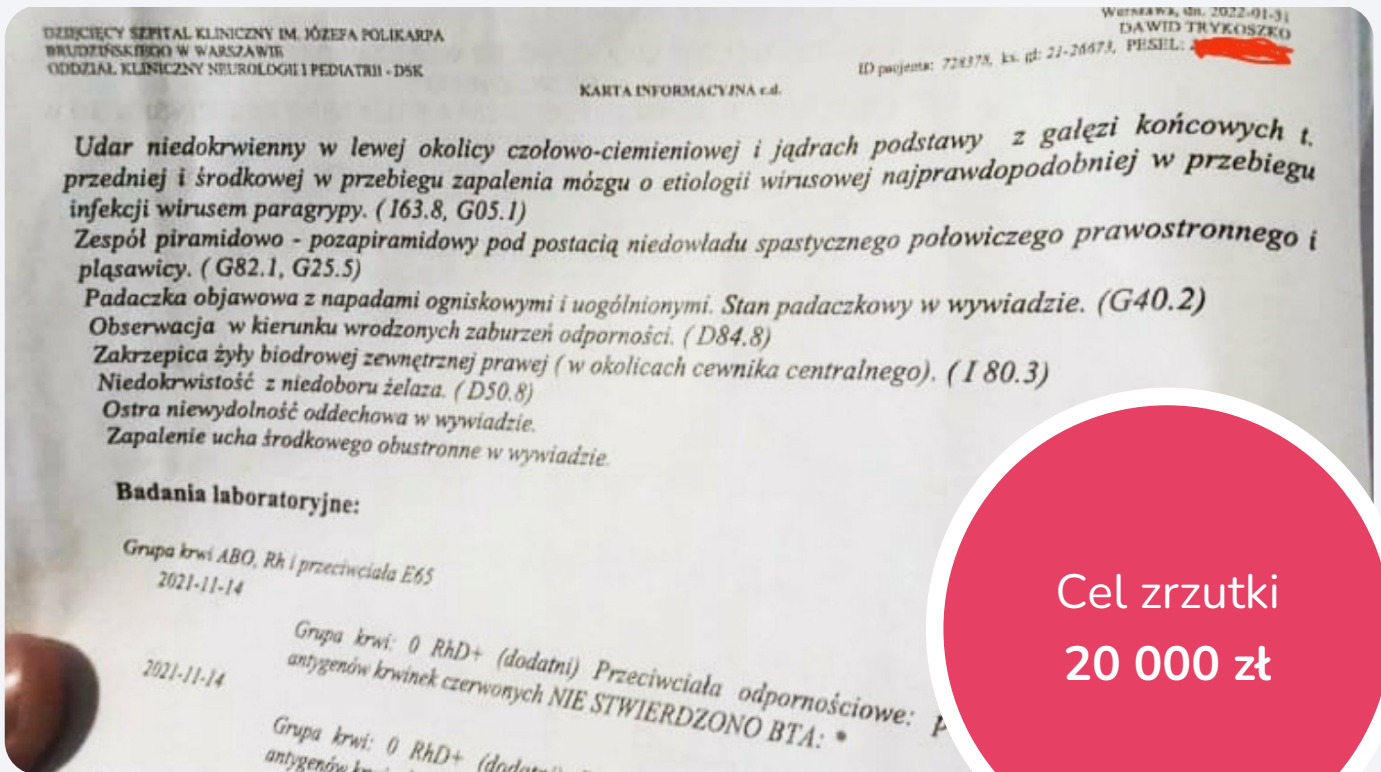 DZIECIĘCY SZPITAL KLINICZNY IM. JÓZEFA POLIKARPA
BRUDZIŃSKIEGO W WARSZAWIE
ODDZIAŁ KLINICZNY NEUROLOGII I PEDIATRII - D5K
Warszawa, dn. 2022-01-31
DAWID TRYKOSZKO
ID pacjenta: 728378, ks. gł: 21-26673, PESEL:
KARTA INFORMACYJNA c.d.
Udar niedokrwienny w lewej okolicy czołowo-ciemieniowej i jądrach podstawy z gałęzi końcowych t.
przedniej i środkowej w przebiegu zapalenia mózgu o etiologii wirusowej najprawdopodobniej w przebiegu
infekcji wirusem paragrypy. ( I63.8, G05.1)
Zespół piramidowo - pozapiramidowy pod postacią niedowładu spastycznego połowiczego prawostronnego i
pląsawicy. ( G82.1, G25.5)
Padaczka objawowa z napadami ogniskowymi i uogólnionymi. Stan padaczkowy w wywiadzie. (G40.2)
Obserwacja w kierunku wrodzonych zaburzeń odporności. ( D84.8)
Zakrzepica żyły biodrowej zewnętrznej prawej ( w okolicach cewnika centralnego). ( I 80.3)
Niedokrwistość z niedoboru żelaza. ( D50.8)
Ostra niewydolność oddechowa w wywiadzie.
Zapalenie ucha środkowego obustronne w wywiadzie.
Badania laboratoryjne:
Grupa krwi ABO, Rh i przeciwciała E65
2021-11-14
Grupa krwi: 0 RhD+ (dodatni) Przeciwciała odpornościowe: p
antygenów krwinek czerwonych NIE STWIERDZONO BTA: *
2021-11-14
Grupa krwi: 0 RhD+
antygenów
Cel zrzutki
20 000 zł